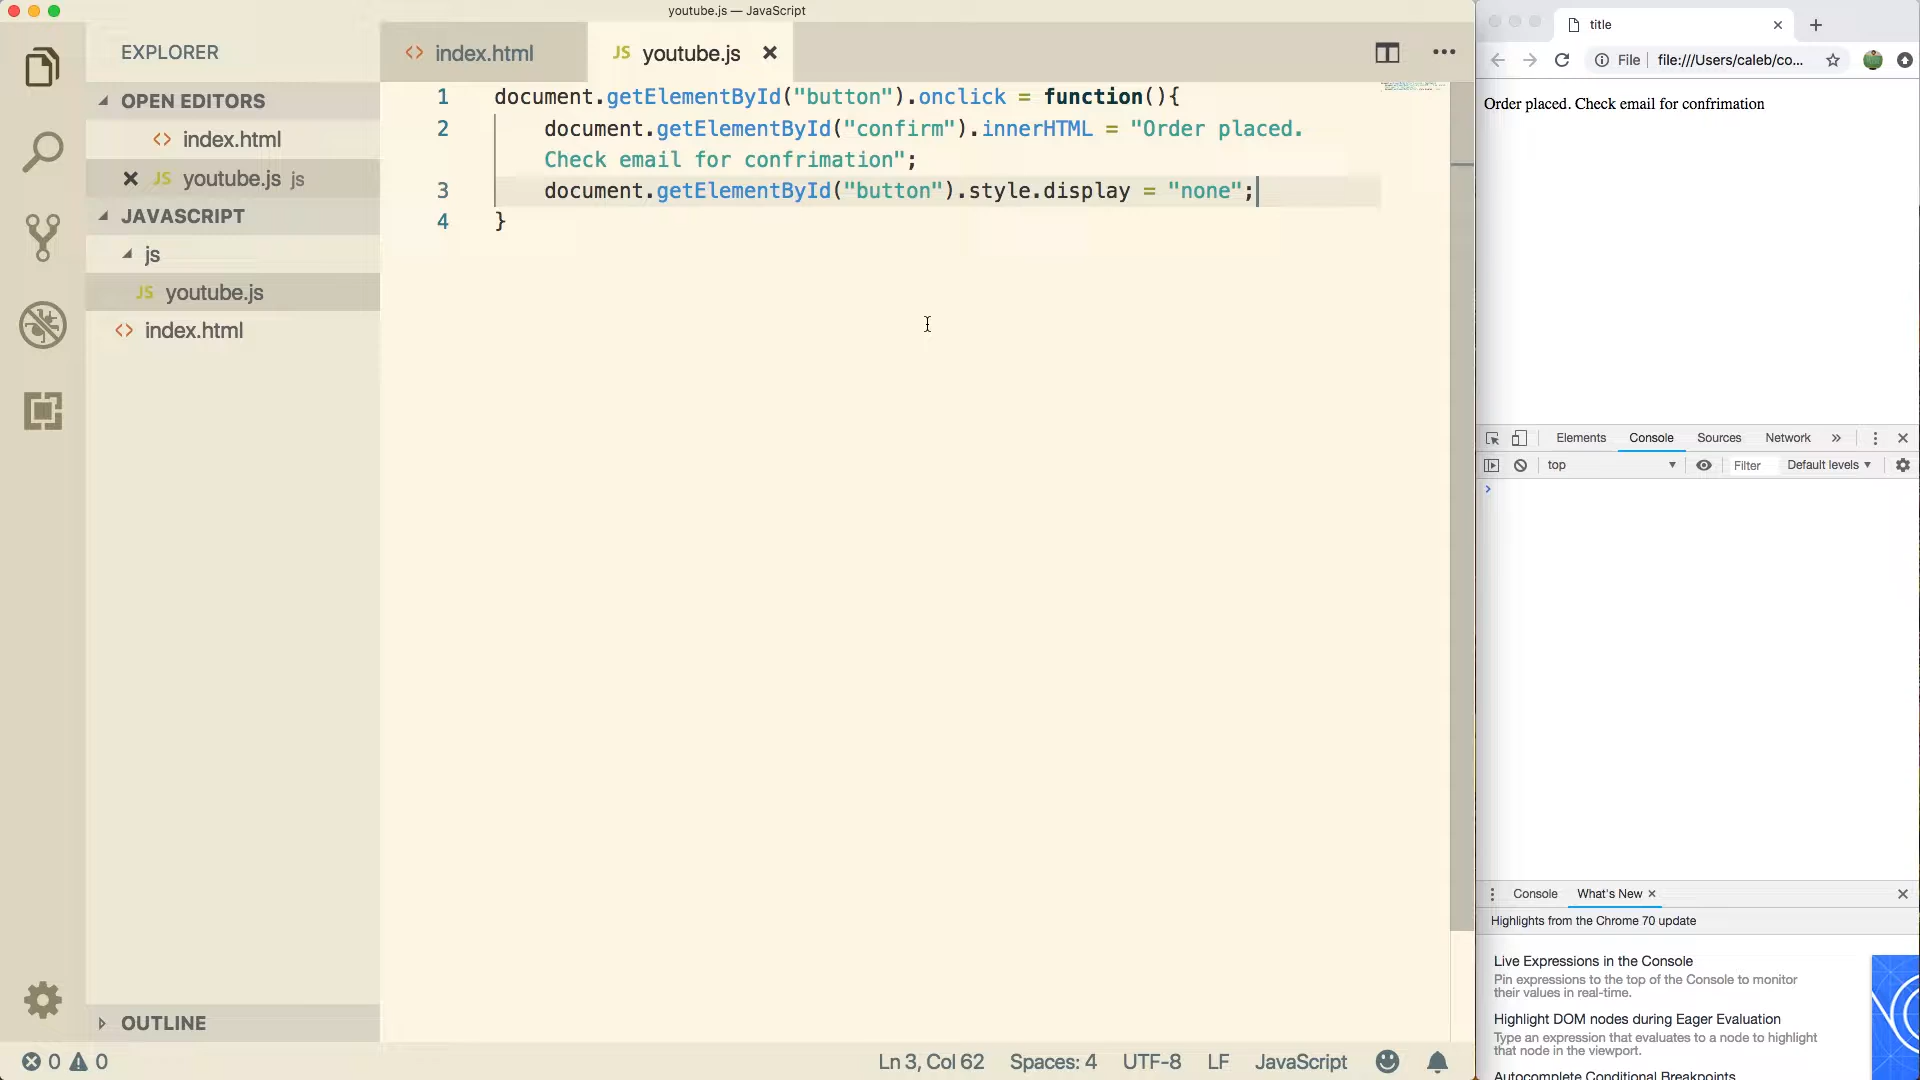 youtube.js — JavaScript
EXPLORER
OPEN EDITORS
<> index.html
JS youtube.js js
JAVASCRIPT
js
JS youtube.js
<> index.html
OUTLINE
<> index.html
JS youtube.js
1 document.getElementById("button").onclick = function(){
2 document.getElementById("confirm").innerHTML = "Order placed.
Check email for confrimation";
3 document.getElementById("button").style.display = "none";
4 }
0 0
Ln 3, Col 62 Spaces: 4 UTF-8 LF JavaScript
title
File file:///Users/caleb/co...
Order placed. Check email for confrimation
Elements Console Sources Network »
top Filter Default levels
>
Console What's New
Highlights from the Chrome 70 update
Live Expressions in the Console
Pin expressions to the top of the Console to monitor
their values in real-time.
Highlight DOM nodes during Eager Evaluation
Type an expression that evaluates to a node to highlight
that node in the viewport.
Autocomplete Conditional Breakpoints